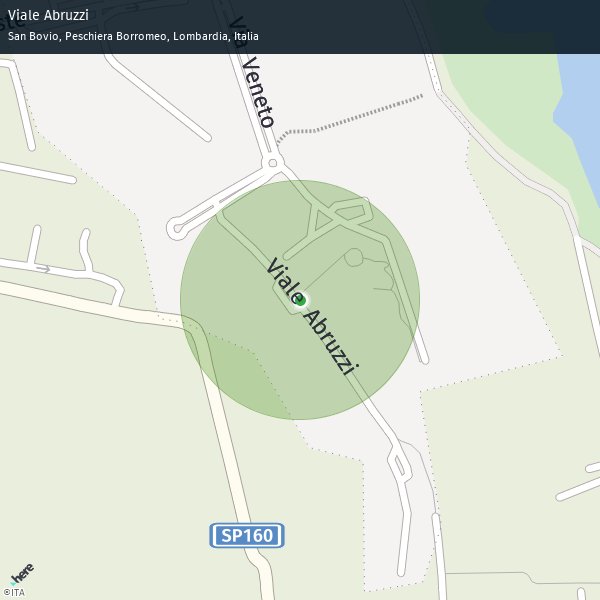 Viale Abruzzi
San Bovio, Peschiera Borromeo, Lombardia, Italia
Via Veneto
Viale Abruzzi
SP160
here
©ITA